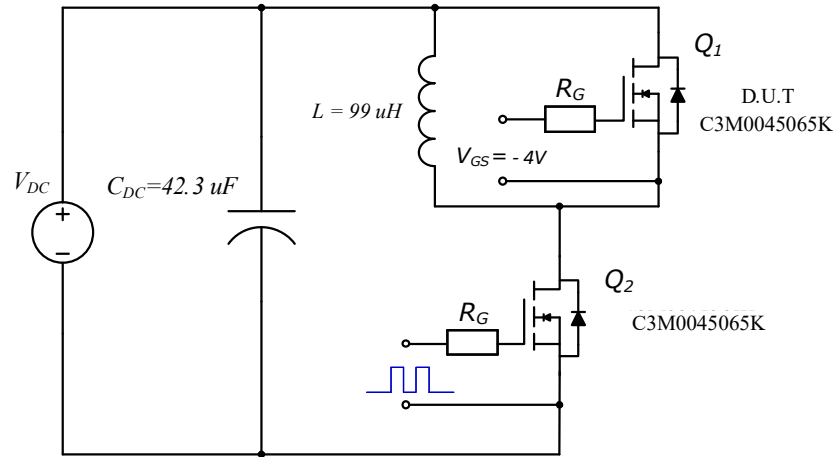 Q1
RG
D.U.T
L = 99 uH
C3M0045065K
VGS = - 4V
VDC
CDC=42.3 uF
+
−
Q2
RG
C3M0045065K